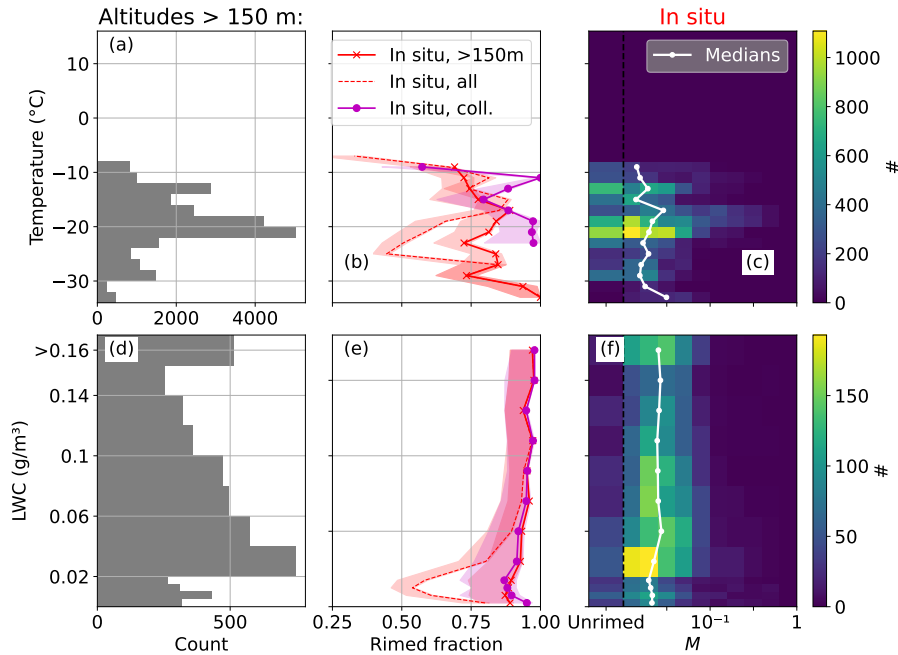 Altitudes > 150 m:
In situ
(a)
In situ, >150m
In situ, all
In situ, coll.
Medians
Temperature (°C)
10
0
−10
−20
−30
0
2000
4000
(b)
(c)
1000
800
600
400
200
0
#
(d)
(e)
(f)
LWC (g/m³)
>
0.16
0.14
0.1
0.06
0.02
0
500
Count
0.25
0.50
0.75
1.00
Rimed fraction
Unrimed
10⁻¹
1
M
150
100
50
0
#